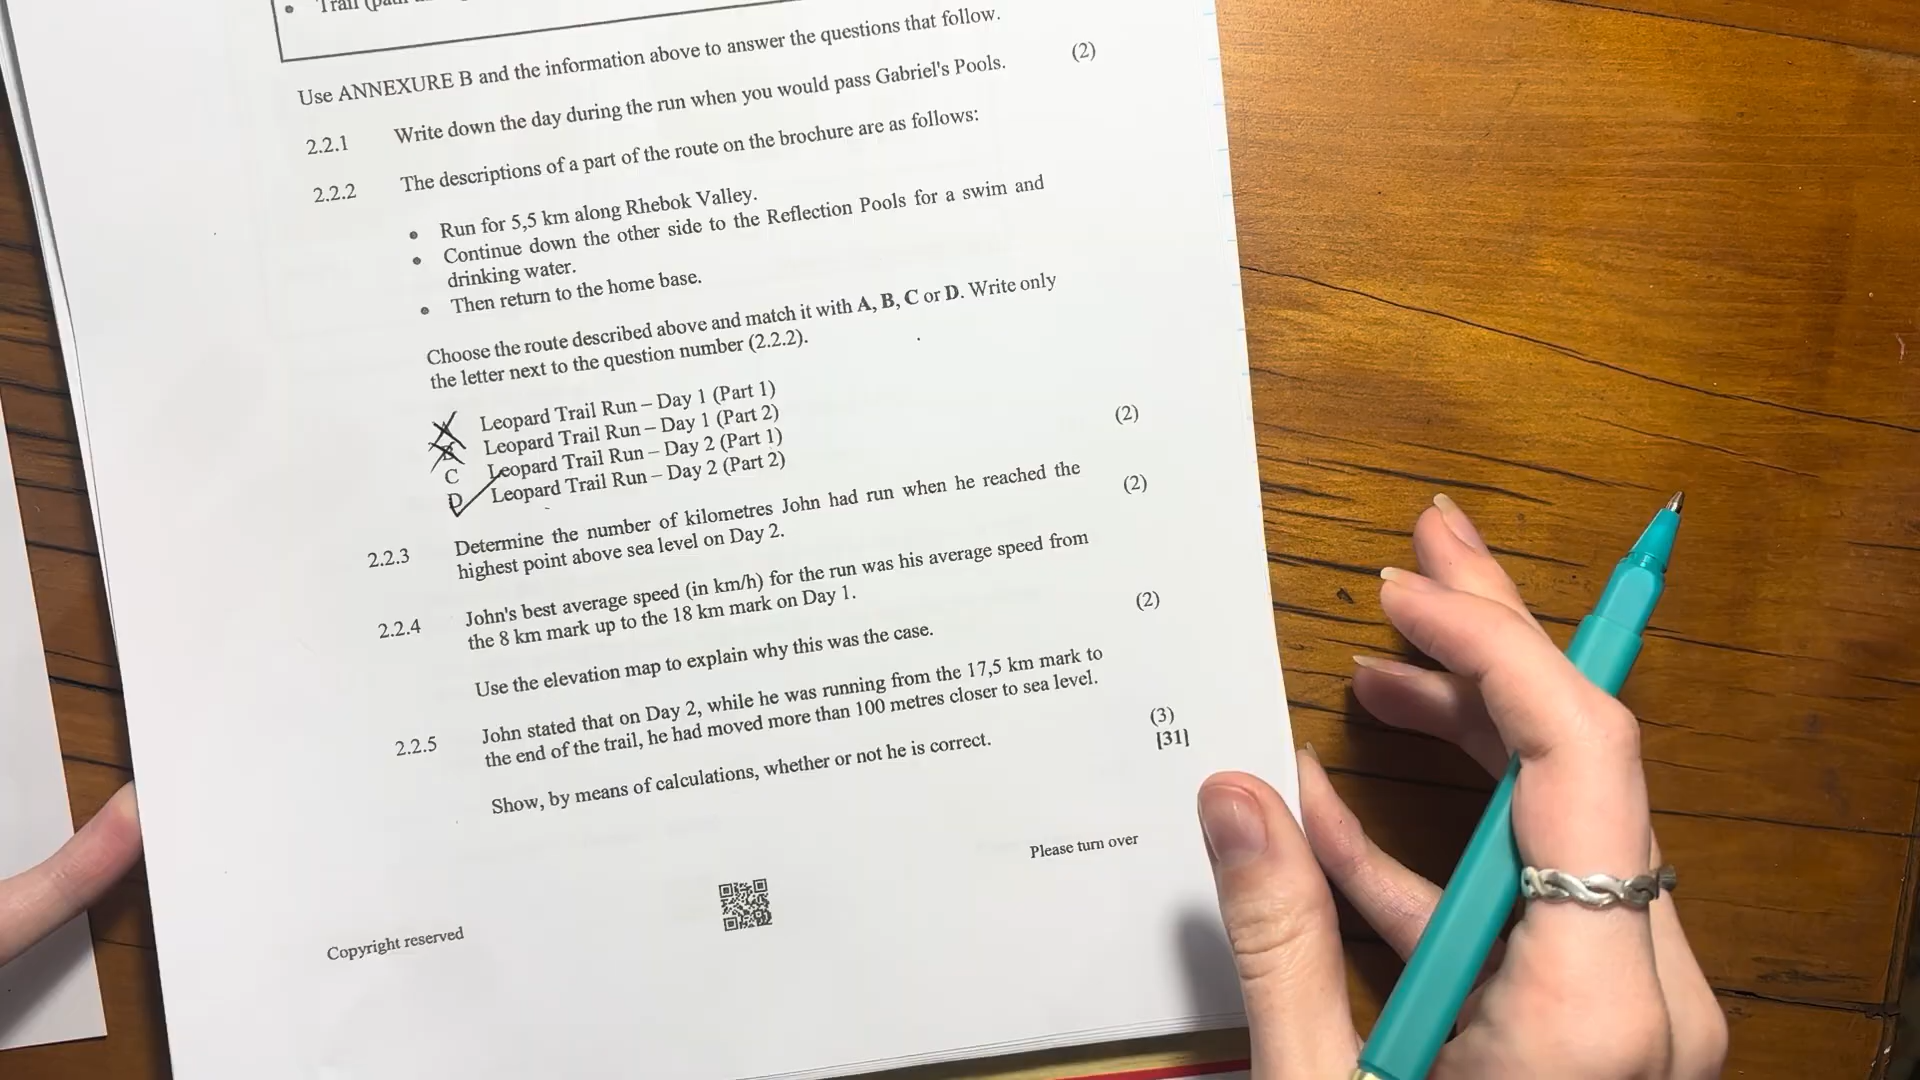 Trail
Use ANNEXURE B and the information above to answer the questions that follow.
2.2.1 Write down the day during the run when you would pass Gabriel's Pools. (2)
2.2.2 The descriptions of a part of the route on the brochure are as follows:
• Run for 5,5 km along Rhebok Valley.
• Continue down the other side to the Reflection Pools for a swim and
drinking water.
• Then return to the home base.
Choose the route described above and match it with A, B, C or D. Write only
the letter next to the question number (2.2.2).
A Leopard Trail Run – Day 1 (Part 1)
B Leopard Trail Run – Day 1 (Part 2)
C Leopard Trail Run – Day 2 (Part 1)
D Leopard Trail Run – Day 2 (Part 2) (2)
2.2.3 Determine the number of kilometres John had run when he reached the
highest point above sea level on Day 2. (2)
2.2.4 John's best average speed (in km/h) for the run was his average speed from
the 8 km mark up to the 18 km mark on Day 1.
Use the elevation map to explain why this was the case. (2)
2.2.5 John stated that on Day 2, while he was running from the 17,5 km mark to
the end of the trail, he had moved more than 100 metres closer to sea level.
Show, by means of calculations, whether or not he is correct. (3)
[31]
Copyright reserved
Please turn over